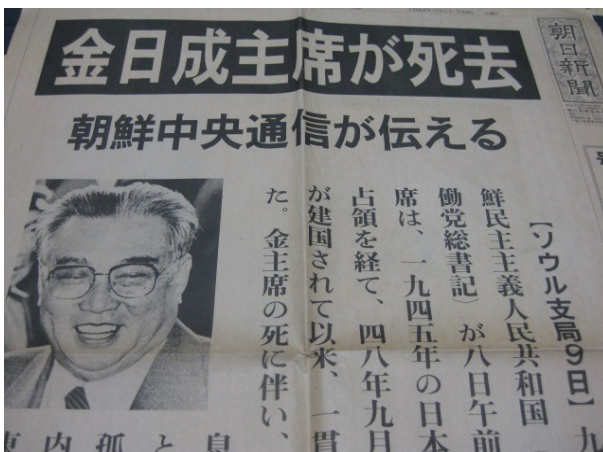 金日成主席が死去
朝鮮中央通信が伝える
朝日新聞
[ソウル支局9日]九
鮮民主主義人民共和国
働党総書記)が八日午前
席は、一九四五年の日本
占領を経て、四八年九月
が建国されて以来、一貫
た。金主席の死に伴い、
と
孤
内